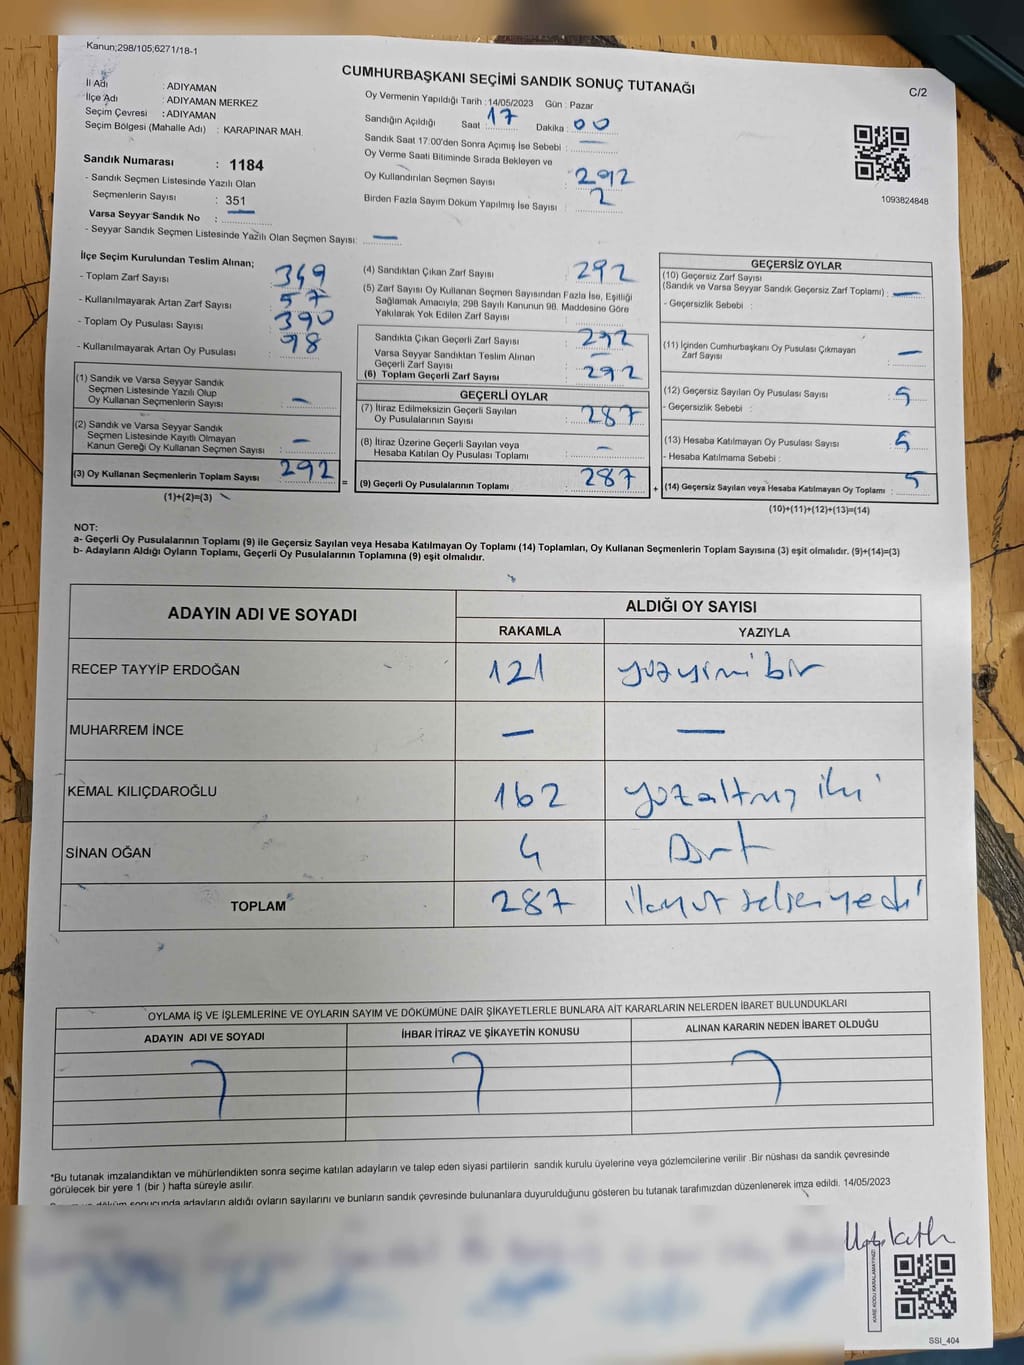 Kanun;298/105;6271/18-1
CUMHURBAŞKANI SEÇİMİ SANDIK SONUÇ TUTANAĞI
C/2
İl Adı : ADIYAMAN
İlçe Adı : ADIYAMAN MERKEZ
Seçim Çevresi : ADIYAMAN
Seçim Bölgesi (Mahalle Adı) : KARAPINAR MAH.
Oy Vermenin Yapıldığı Tarih : 14/05/2023 Gün : Pazar
Sandığın Açıldığı Saat : 17 Dakika : 00
Sandık Saat 17:00'den Sonra Açımış İse Sebebi : —
Oy Verme Saati Bitiminde Sırada Bekleyen ve
Oy Kullandırılan Seçmen Sayısı : 292
Birden Fazla Sayım Döküm Yapılmış İse Sayısı : 2
1093824848
Sandık Numarası : 1184
- Sandık Seçmen Listesinde Yazılı Olan
Seçmenlerin Sayısı : 351
Varsa Seyyar Sandık No : —
- Seyyar Sandık Seçmen Listesinde Yazılı Olan Seçmen Sayısı: —
İlçe Seçim Kurulundan Teslim Alınan;
- Toplam Zarf Sayısı 349
- Kullanılmayarak Artan Zarf Sayısı : 57
- Toplam Oy Pusulası Sayısı : 390
- Kullanılmayarak Artan Oy Pusulası : 98
(1) Sandık ve Varsa Seyyar Sandık
Seçmen Listesinde Yazılı Olup
Oy Kullanan Seçmenlerin Sayısı : —
(2) Sandık ve Varsa Seyyar Sandık
Seçmen Listesinde Kayıtlı Olmayan
Kanun Gereği Oy Kullanan Seçmen Sayısı : —
(3) Oy Kullanan Seçmenlerin Toplam Sayısı : 292
(1)+(2)=(3)
(4) Sandıktan Çıkan Zarf Sayısı : 292
(5) Zarf Sayısı Oy Kullanan Seçmen Sayısından Fazla İse, Eşitliği
Sağlamak Amacıyla; 298 Sayılı Kanunun 98. Maddesine Göre
Yakılarak Yok Edilen Zarf Sayısı :
Sandıkta Çıkan Geçerli Zarf Sayısı : 292
Varsa Seyyar Sandıktan Teslim Alınan
Geçerli Zarf Sayısı : —
(6) Toplam Geçerli Zarf Sayısı : 292
GEÇERLİ OYLAR
(7) İtiraz Edilmeksizin Geçerli Sayılan
Oy Pusulalarının Sayısı : 287
(8) İtiraz Üzerine Geçerli Sayılan veya
Hesaba Katılan Oy Pusulası Toplamı : —
= (9) Geçerli Oy Pusulalarının Toplamı : 287
GEÇERSİZ OYLAR
(10) Geçersiz Zarf Sayısı
(Sandık ve Varsa Seyyar Sandık Geçersiz Zarf Toplamı) : —
- Geçersizlik Sebebi :
(11) İçinden Cumhurbaşkanı Oy Pusulası Çıkmayan
Zarf Sayısı : —
(12) Geçersiz Sayılan Oy Pusulası Sayısı : 5
- Geçersizlik Sebebi :
(13) Hesaba Katılmayan Oy Pusulası Sayısı : 5
- Hesaba Katılmama Sebebi :
+ (14) Geçersiz Sayılan veya Hesaba Katılmayan Oy Toplamı : 5
(10)+(11)+(12)+(13)=(14)
NOT:
a- Geçerli Oy Pusulalarının Toplamı (9) ile Geçersiz Sayılan veya Hesaba Katılmayan Oy Toplamı (14) Toplamları, Oy Kullanan Seçmenlerin Toplam Sayısına (3) eşit olmalıdır. (9)+(14)=(3)
b- Adayların Aldığı Oyların Toplamı, Geçerli Oy Pusulalarının Toplamına (9) eşit olmalıdır.
ADAYIN ADI VE SOYADI
ALDIĞI OY SAYISI
RAKAMLA YAZIYLA
RECEP TAYYİP ERDOĞAN 121 yüzyirmi bir
MUHARREM İNCE — —
KEMAL KILIÇDAROĞLU 162 yüzaltmış iki
SİNAN OĞAN 4 Dört
TOPLAM 287 ikiyüz seksenyedi
OYLAMA İŞ VE İŞLEMLERİNE VE OYLARIN SAYIM VE DÖKÜMÜNE DAİR ŞİKAYETLERLE BUNLARA AİT KARARLARIN NELERDEN İBARET BULUNDUKLARI
ADAYIN ADI VE SOYADI İHBAR İTİRAZ VE ŞİKAYETİN KONUSU ALINAN KARARIN NEDEN İBARET OLDUĞU
*Bu tutanak imzalandıktan ve mühürlendikten sonra seçime katılan adayların ve talep eden siyasi partilerin sandık kurulu üyelerine veya gözlemcilerine verilir .Bir nüshası da sandık çevresinde
görülecek bir yere 1 (bir ) hafta süreyle asılır.
sonucunda adayların aldığı oyların sayılarını ve bunların sandık çevresinde bulunanlara duyurulduğunu gösteren bu tutanak tarafımızdan düzenlenerek imza edildi. 14/05/2023
KARE KODU KARALAMAYINIZ!
SSI_404